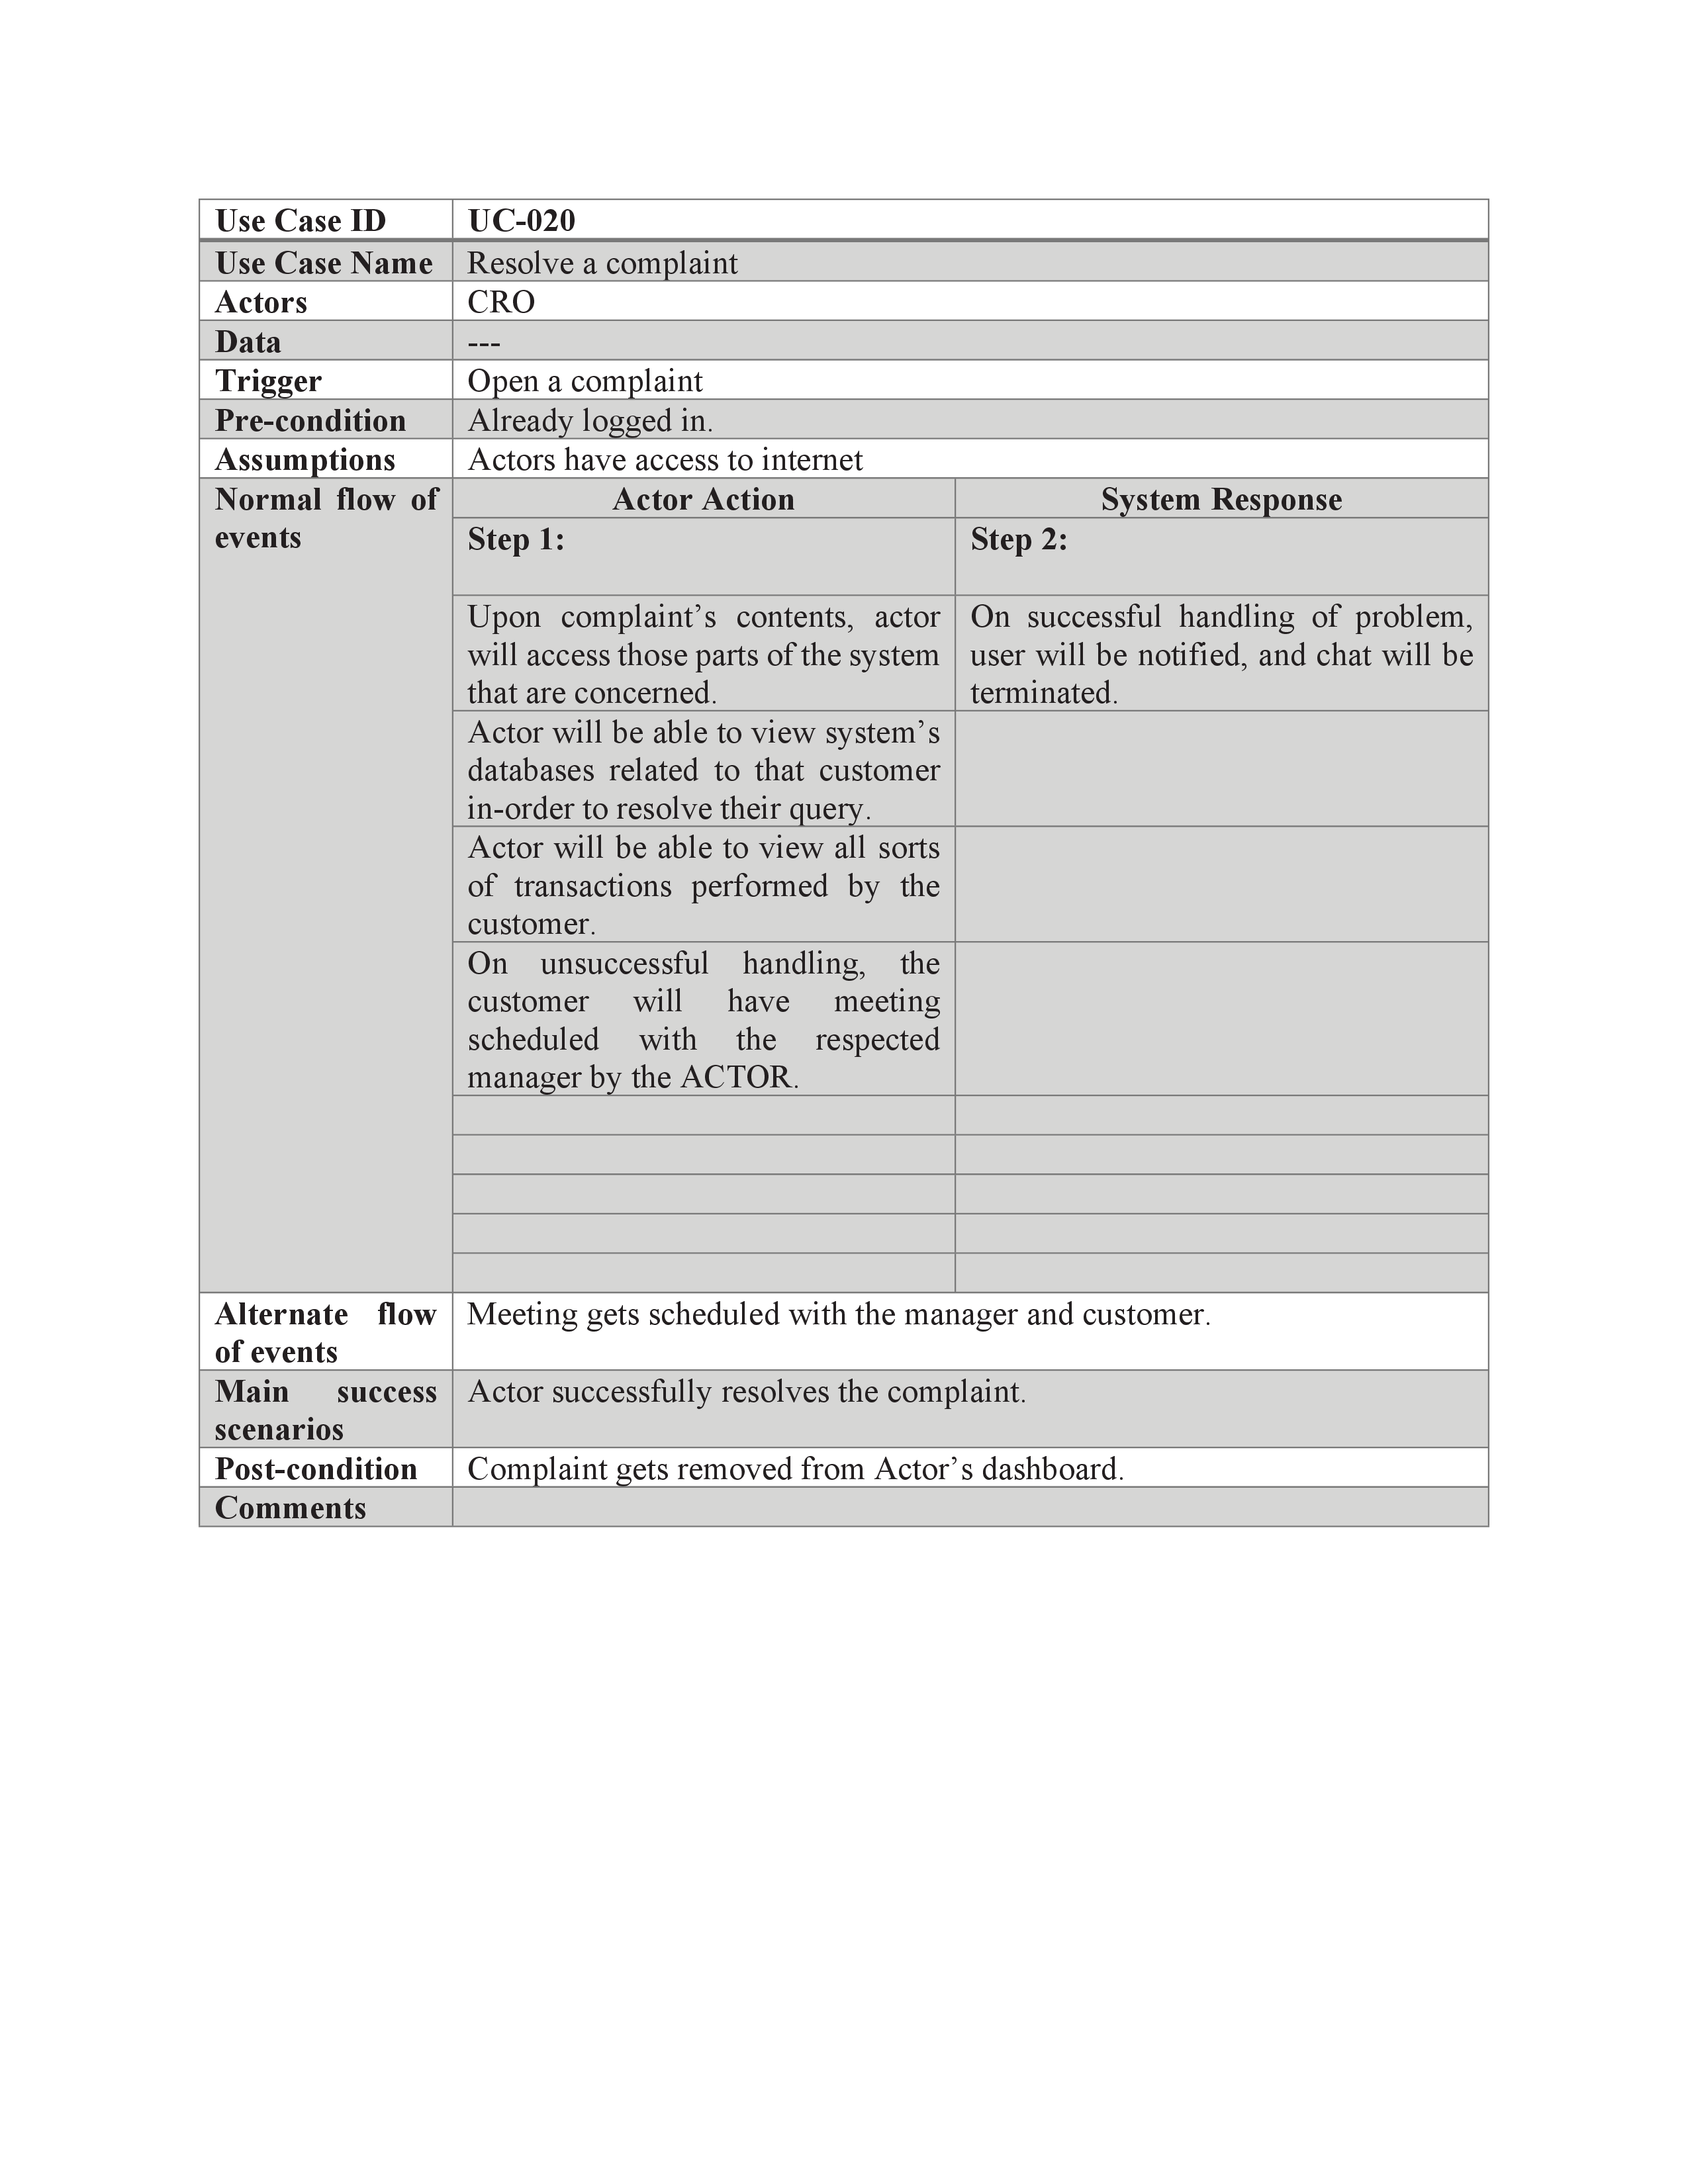 Use Case ID UC-020
Use Case Name Resolve a complaint
Actors CRO
Data ---
Trigger Open a complaint
Pre-condition Already logged in.
Assumptions Actors have access to internet
Normal flow of events
Actor Action System Response
Step 1: Step 2:
Upon complaint’s contents, actor
will access those parts of the system
that are concerned.
On successful handling of problem,
user will be notified, and chat will be
terminated.
Actor will be able to view system’s
databases related to that customer
in-order to resolve their query.
Actor will be able to view all sorts
of transactions performed by the
customer.
On unsuccessful handling, the
customer will have meeting
scheduled with the respected
manager by the ACTOR.
Alternate flow
of events
Meeting gets scheduled with the manager and customer.
Main success
scenarios
Actor successfully resolves the complaint.
Post-condition Complaint gets removed from Actor’s dashboard.
Comments